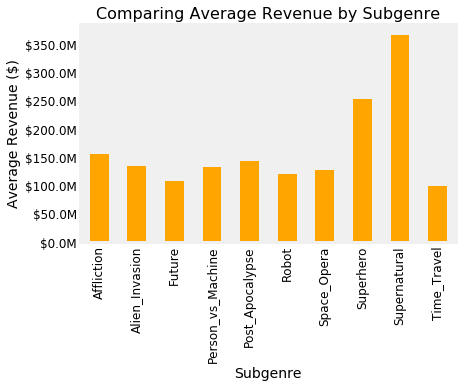 Comparing Average Revenue by Subgenre
Average Revenue ($)
$350.0M
$300.0M
$250.0M
$200.0M
$150.0M
$100.0M
$50.0M
$0.0M
Affliction
Alien_Invasion
Future
Person_vs_Machine
Post_Apocalypse
Robot
Space_Opera
Superhero
Supernatural
Time_Travel
Subgenre